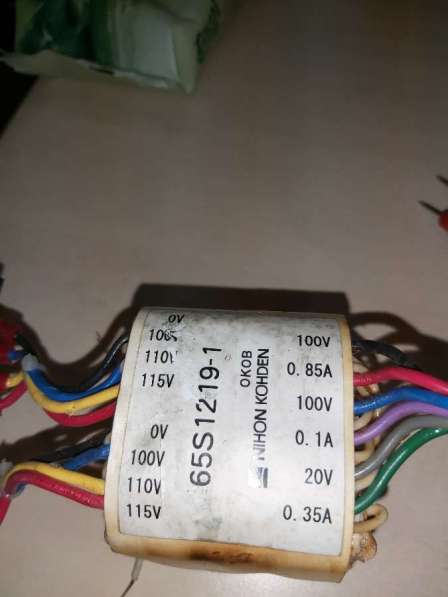 0V
100V
110V
115V
0V
100V
110V
115V
65S1219-1
NIHON KOHDEN
OKOB
100V
0.85A
100V
0.1A
20V
0.35A